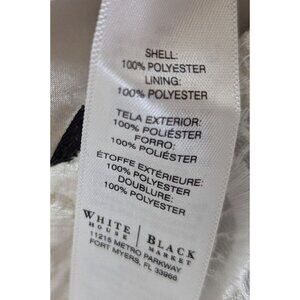 SHELL:
100% POLYESTER
LINING:
100% POLYESTER
TELA EXTERIOR:
100% POLIÉSTER
FORRO:
100% POLIÉSTER
ÉTOFFE EXTÉRIEURE:
100% POLYESTER
DOUBLURE:
100% POLYESTER
WHITE | BLACK
HOUSE MARKET
11215 METRO PARKWAY
FORT MYERS, FL 33966